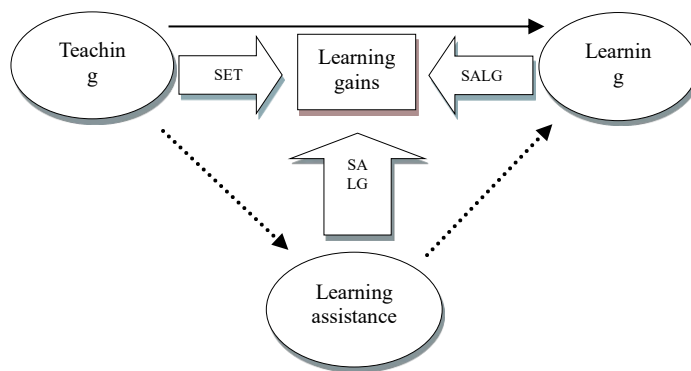 Teachin
g
SET
Learning
gains
SALG
Learnin
g
SA
LG
Learning
assistance